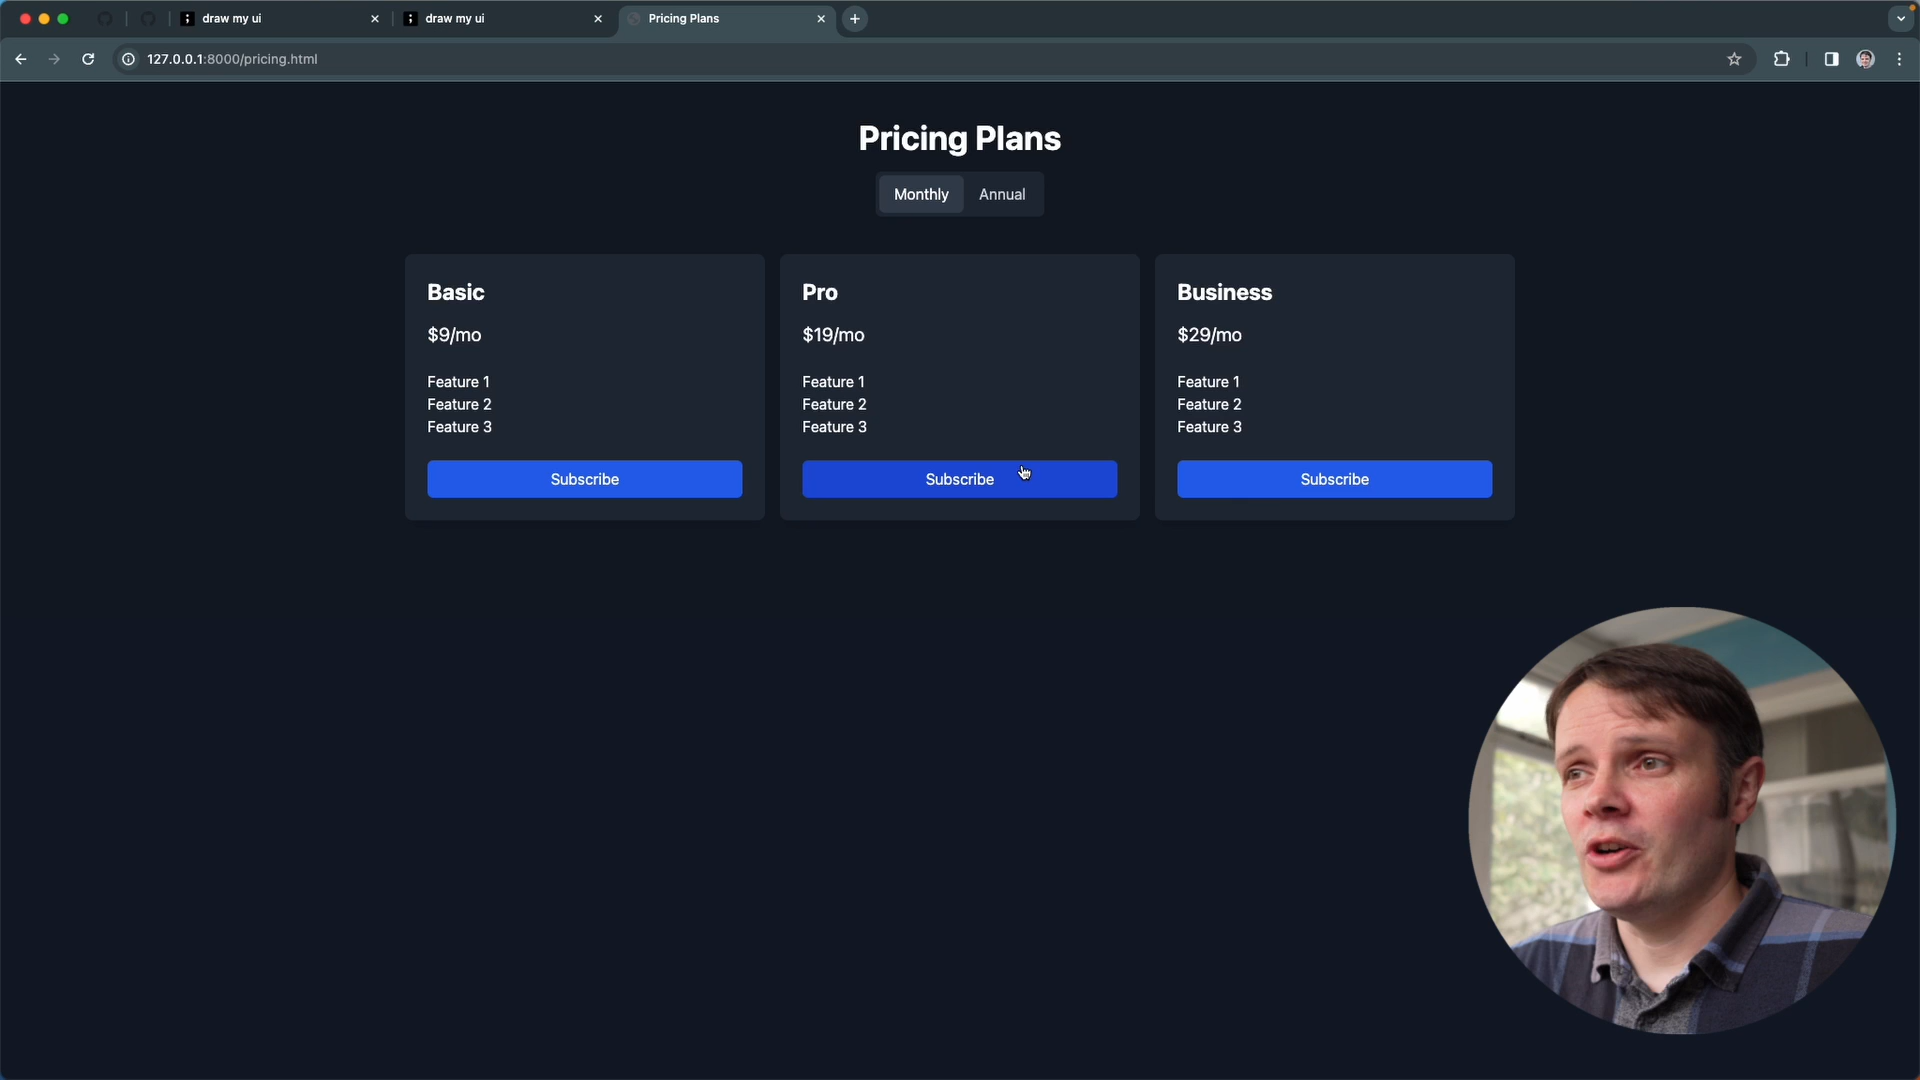 draw my ui
draw my ui
Pricing Plans
127.0.0.1:8000/pricing.html
Pricing Plans
Monthly
Annual
Basic
$9/mo
Feature 1
Feature 2
Feature 3
Subscribe
Pro
$19/mo
Feature 1
Feature 2
Feature 3
Subscribe
Business
$29/mo
Feature 1
Feature 2
Feature 3
Subscribe